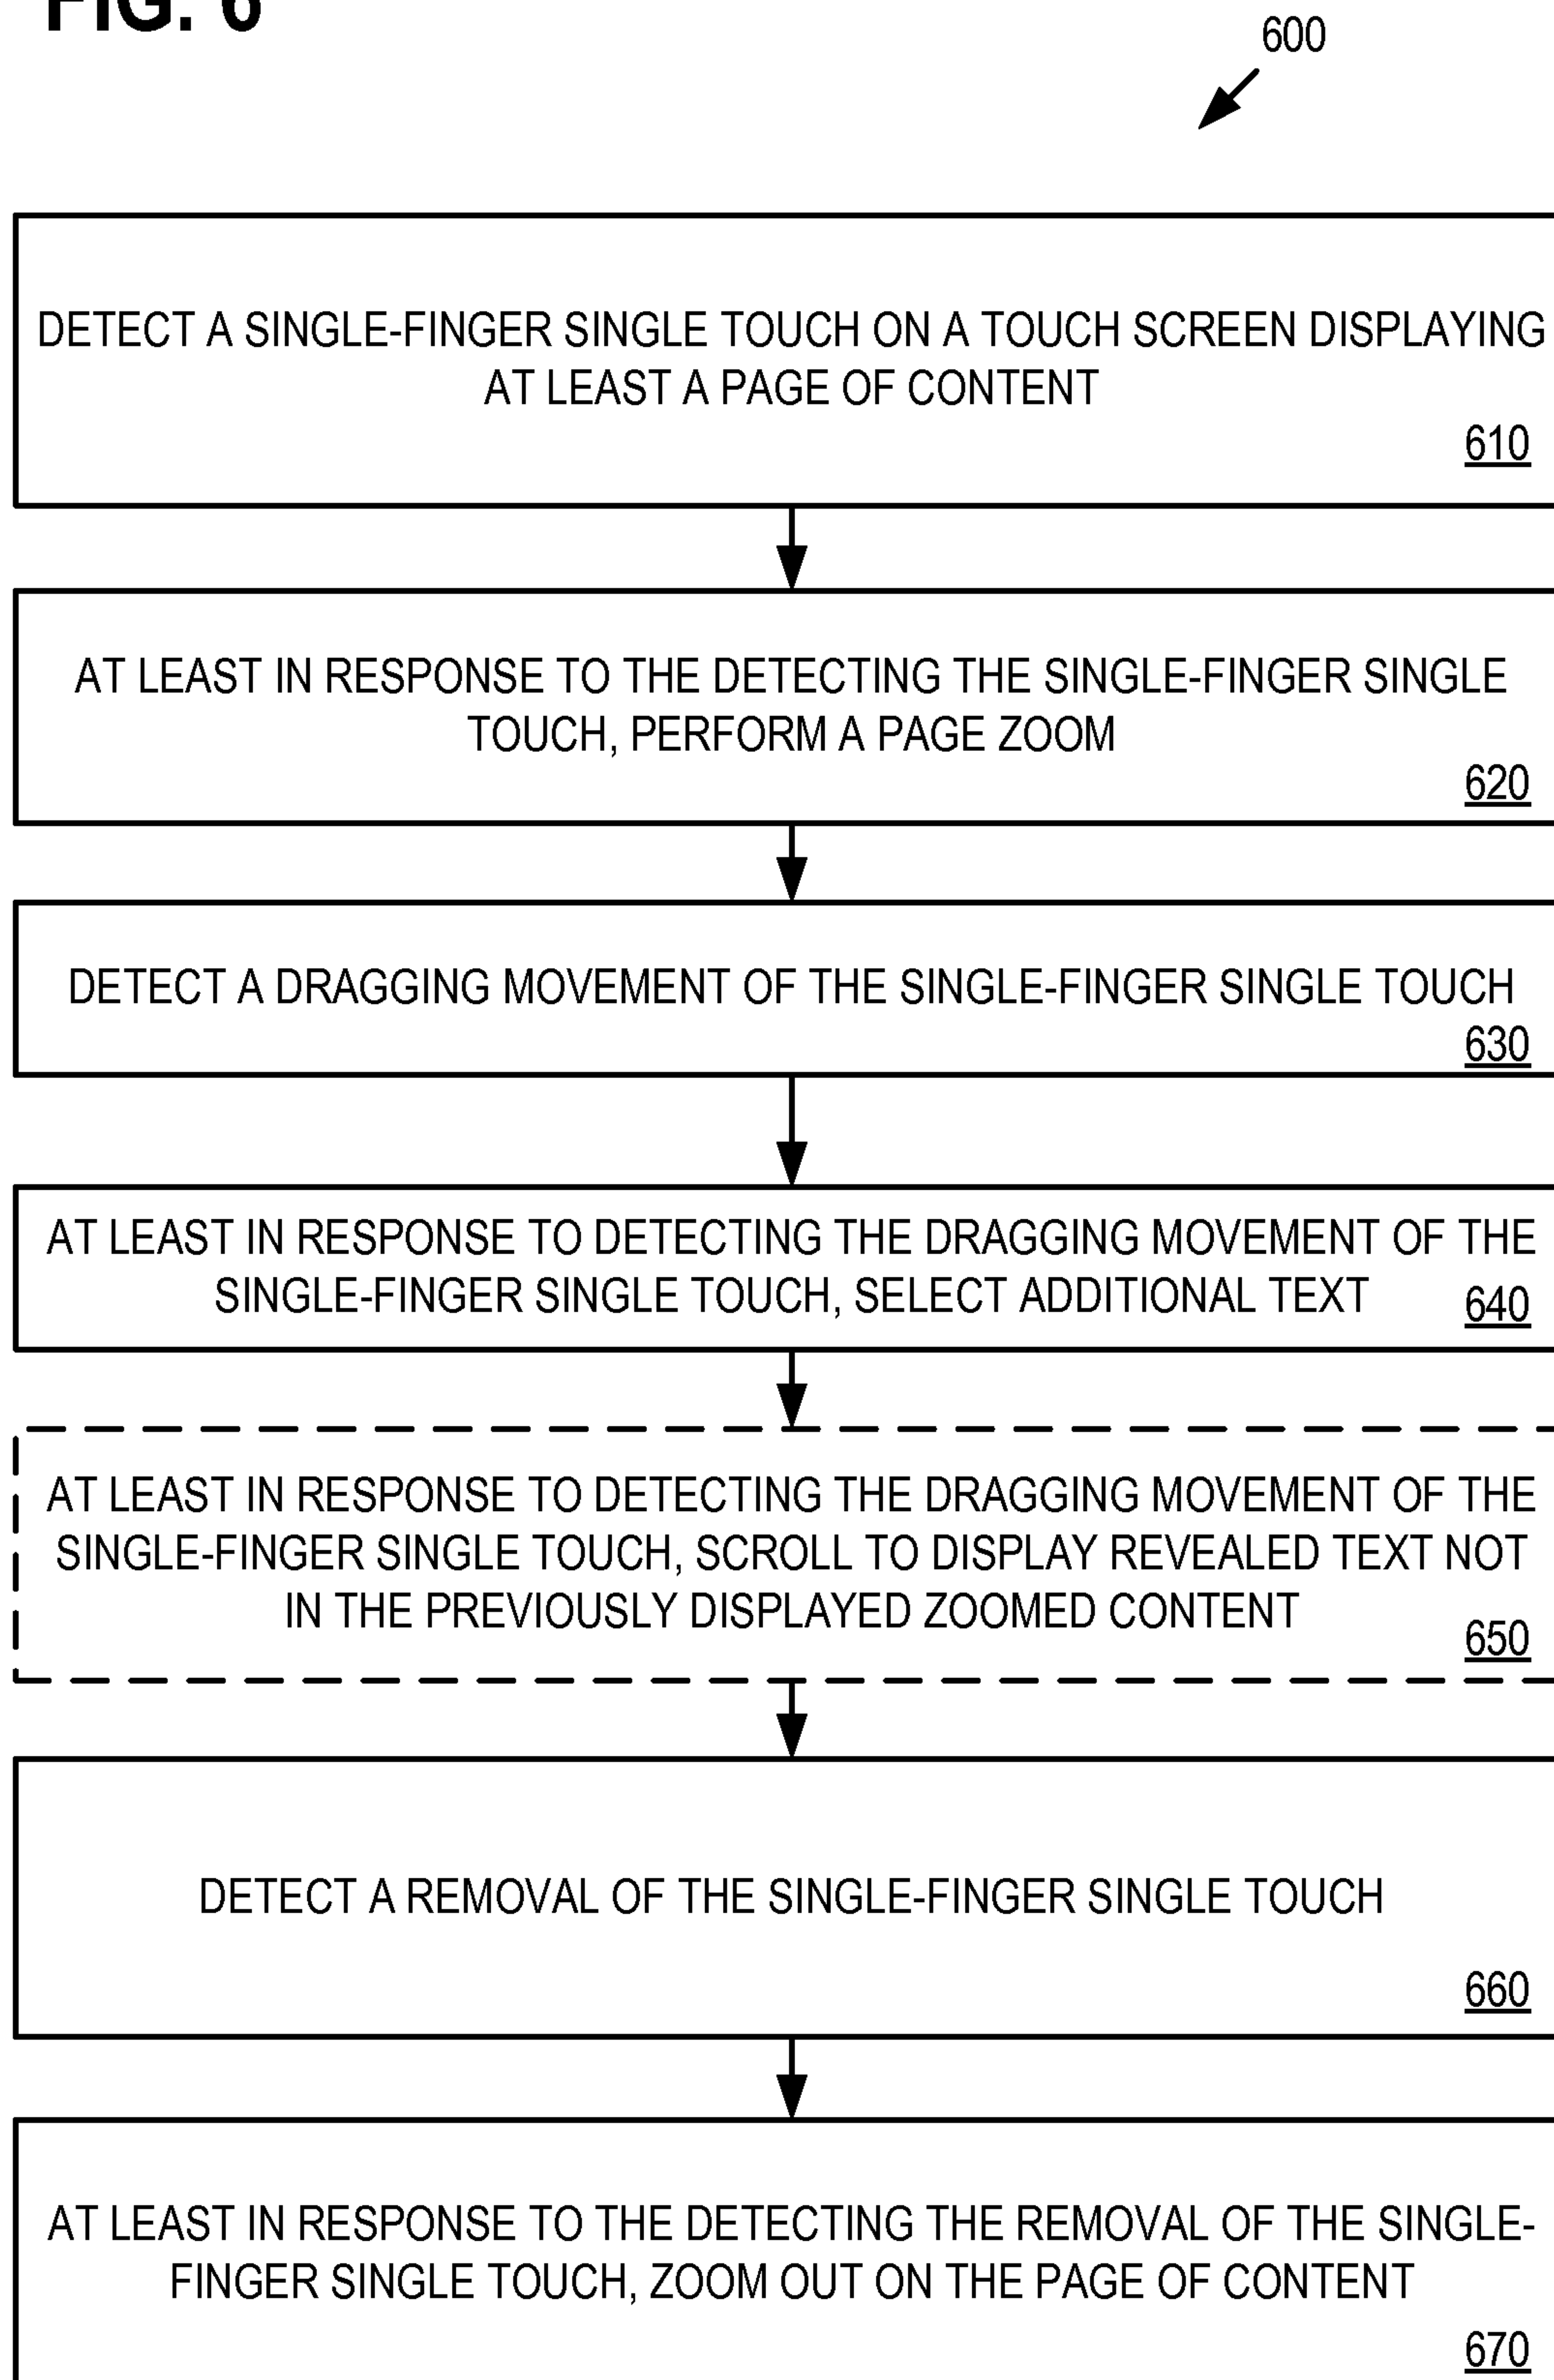 FIG. 6
600
DETECT A SINGLE-FINGER SINGLE TOUCH ON A TOUCH SCREEN DISPLAYING
AT LEAST A PAGE OF CONTENT
610
AT LEAST IN RESPONSE TO THE DETECTING THE SINGLE-FINGER SINGLE
TOUCH, PERFORM A PAGE ZOOM
620
DETECT A DRAGGING MOVEMENT OF THE SINGLE-FINGER SINGLE TOUCH
630
AT LEAST IN RESPONSE TO DETECTING THE DRAGGING MOVEMENT OF THE
SINGLE-FINGER SINGLE TOUCH, SELECT ADDITIONAL TEXT
640
AT LEAST IN RESPONSE TO DETECTING THE DRAGGING MOVEMENT OF THE
SINGLE-FINGER SINGLE TOUCH, SCROLL TO DISPLAY REVEALED TEXT NOT
IN THE PREVIOUSLY DISPLAYED ZOOMED CONTENT
650
DETECT A REMOVAL OF THE SINGLE-FINGER SINGLE TOUCH
660
AT LEAST IN RESPONSE TO THE DETECTING THE REMOVAL OF THE SINGLE-
FINGER SINGLE TOUCH, ZOOM OUT ON THE PAGE OF CONTENT
670